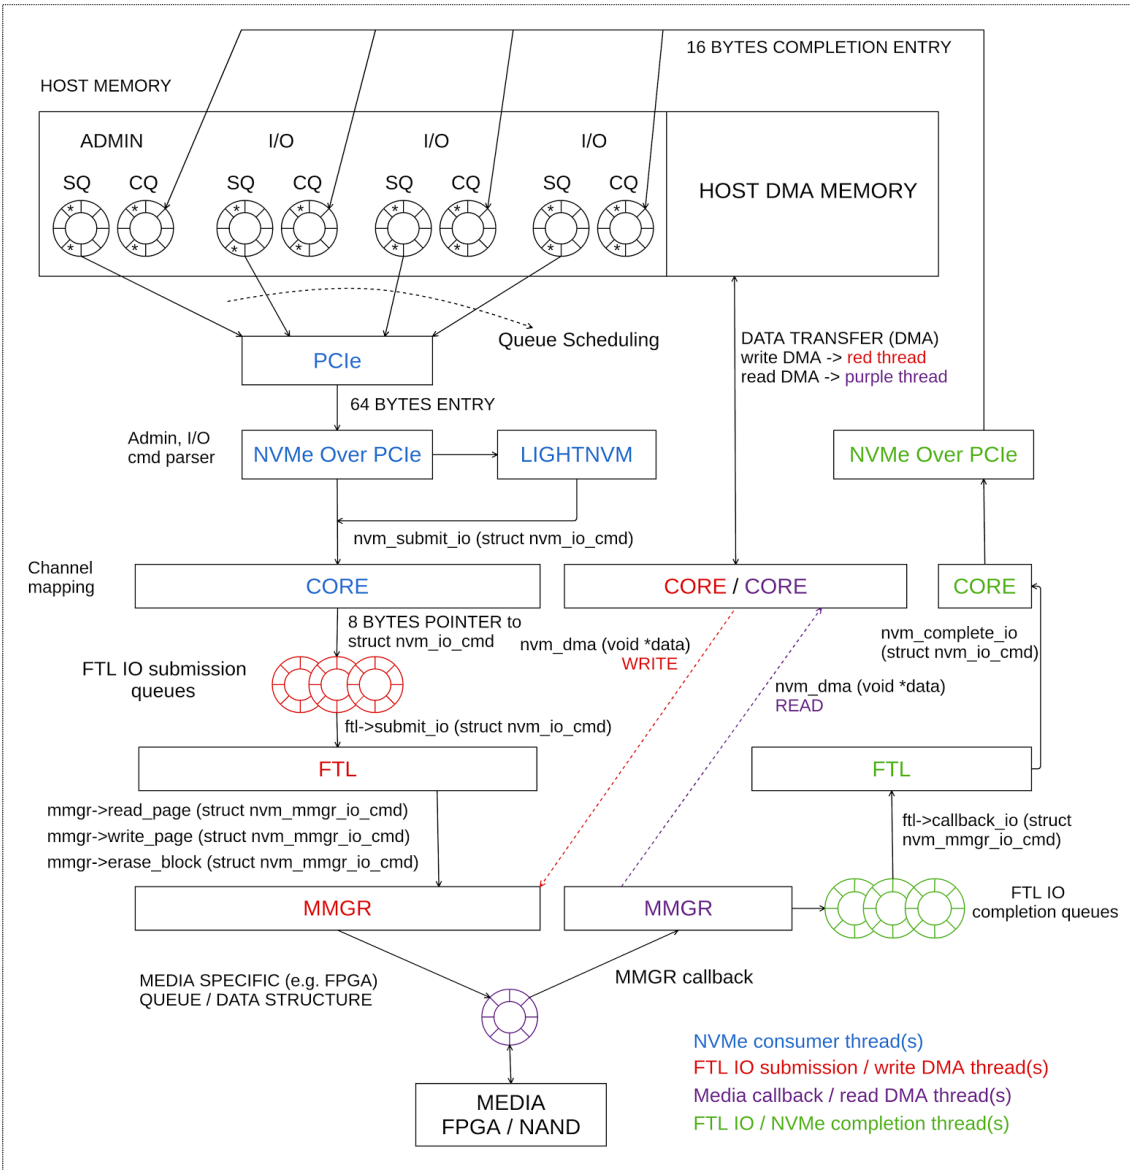 16 BYTES COMPLETION ENTRY
HOST MEMORY
ADMIN
I/O
I/O
I/O
SQ
CQ
SQ
CQ
SQ
CQ
SQ
CQ
* * * * * * * *
* * * * * * * *
HOST DMA MEMORY
Queue Scheduling
DATA TRANSFER (DMA)
write DMA -> red thread
read DMA -> purple thread
PCIe
64 BYTES ENTRY
Admin, I/O
cmd parser
NVMe Over PCIe
LIGHTNVM
NVMe Over PCIe
nvm_submit_io (struct nvm_io_cmd)
Channel
mapping
CORE
CORE / CORE
CORE
8 BYTES POINTER to
struct nvm_io_cmd
nvm_dma (void *data)
WRITE
nvm_complete_io
(struct nvm_io_cmd)
FTL IO submission
queues
nvm_dma (void *data)
READ
ftl->submit_io (struct nvm_io_cmd)
FTL
FTL
mmgr->read_page (struct nvm_mmgr_io_cmd)
mmgr->write_page (struct nvm_mmgr_io_cmd)
mmgr->erase_block (struct nvm_mmgr_io_cmd)
ftl->callback_io (struct
nvm_mmgr_io_cmd)
MMGR
MMGR
FTL IO
completion queues
MEDIA SPECIFIC (e.g. FPGA)
QUEUE / DATA STRUCTURE
MMGR callback
MEDIA
FPGA / NAND
NVMe consumer thread(s)
FTL IO submission / write DMA thread(s)
Media callback / read DMA thread(s)
FTL IO / NVMe completion thread(s)